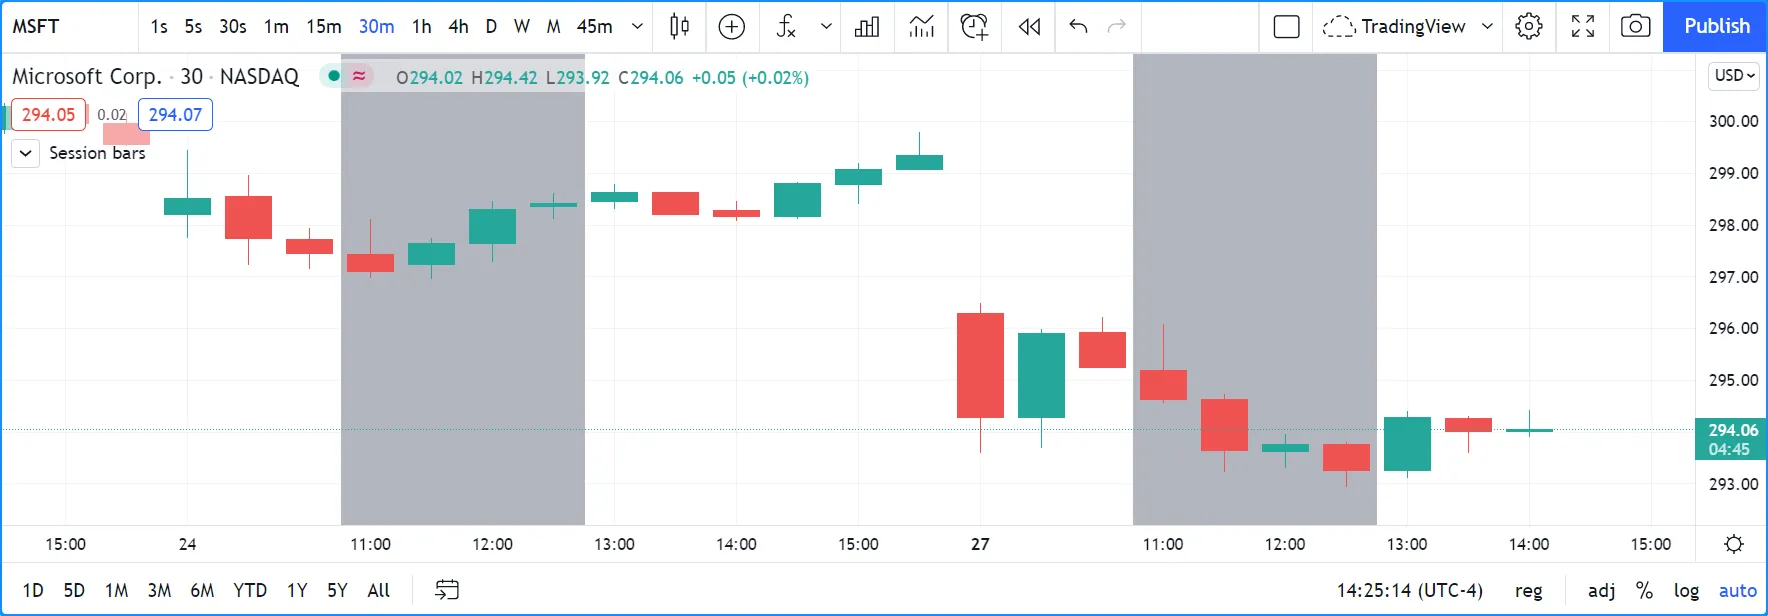 MSFT 1s 5s 30s 1m 15m 30m 1h 4h D W M 45m fx TradingView Publish
Microsoft Corp. · 30 · NASDAQ ≈ O294.02 H294.42 L293.92 C294.06 +0.05 (+0.02%) USD
294.05 0.02 294.07
Session bars
300.00
299.00
298.00
297.00
296.00
295.00
294.06
04:45
293.00
15:00 24 11:00 12:00 13:00 14:00 15:00 27 11:00 12:00 13:00 14:00 15:00
1D 5D 1M 3M 6M YTD 1Y 5Y All 14:25:14 (UTC-4) reg adj % log auto